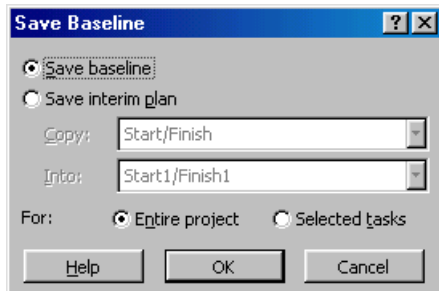 Save Baseline
Save baseline
Save interim plan
Copy: Start/Finish
Into: Start1/Finish1
For: Entire project Selected tasks
Help OK Cancel